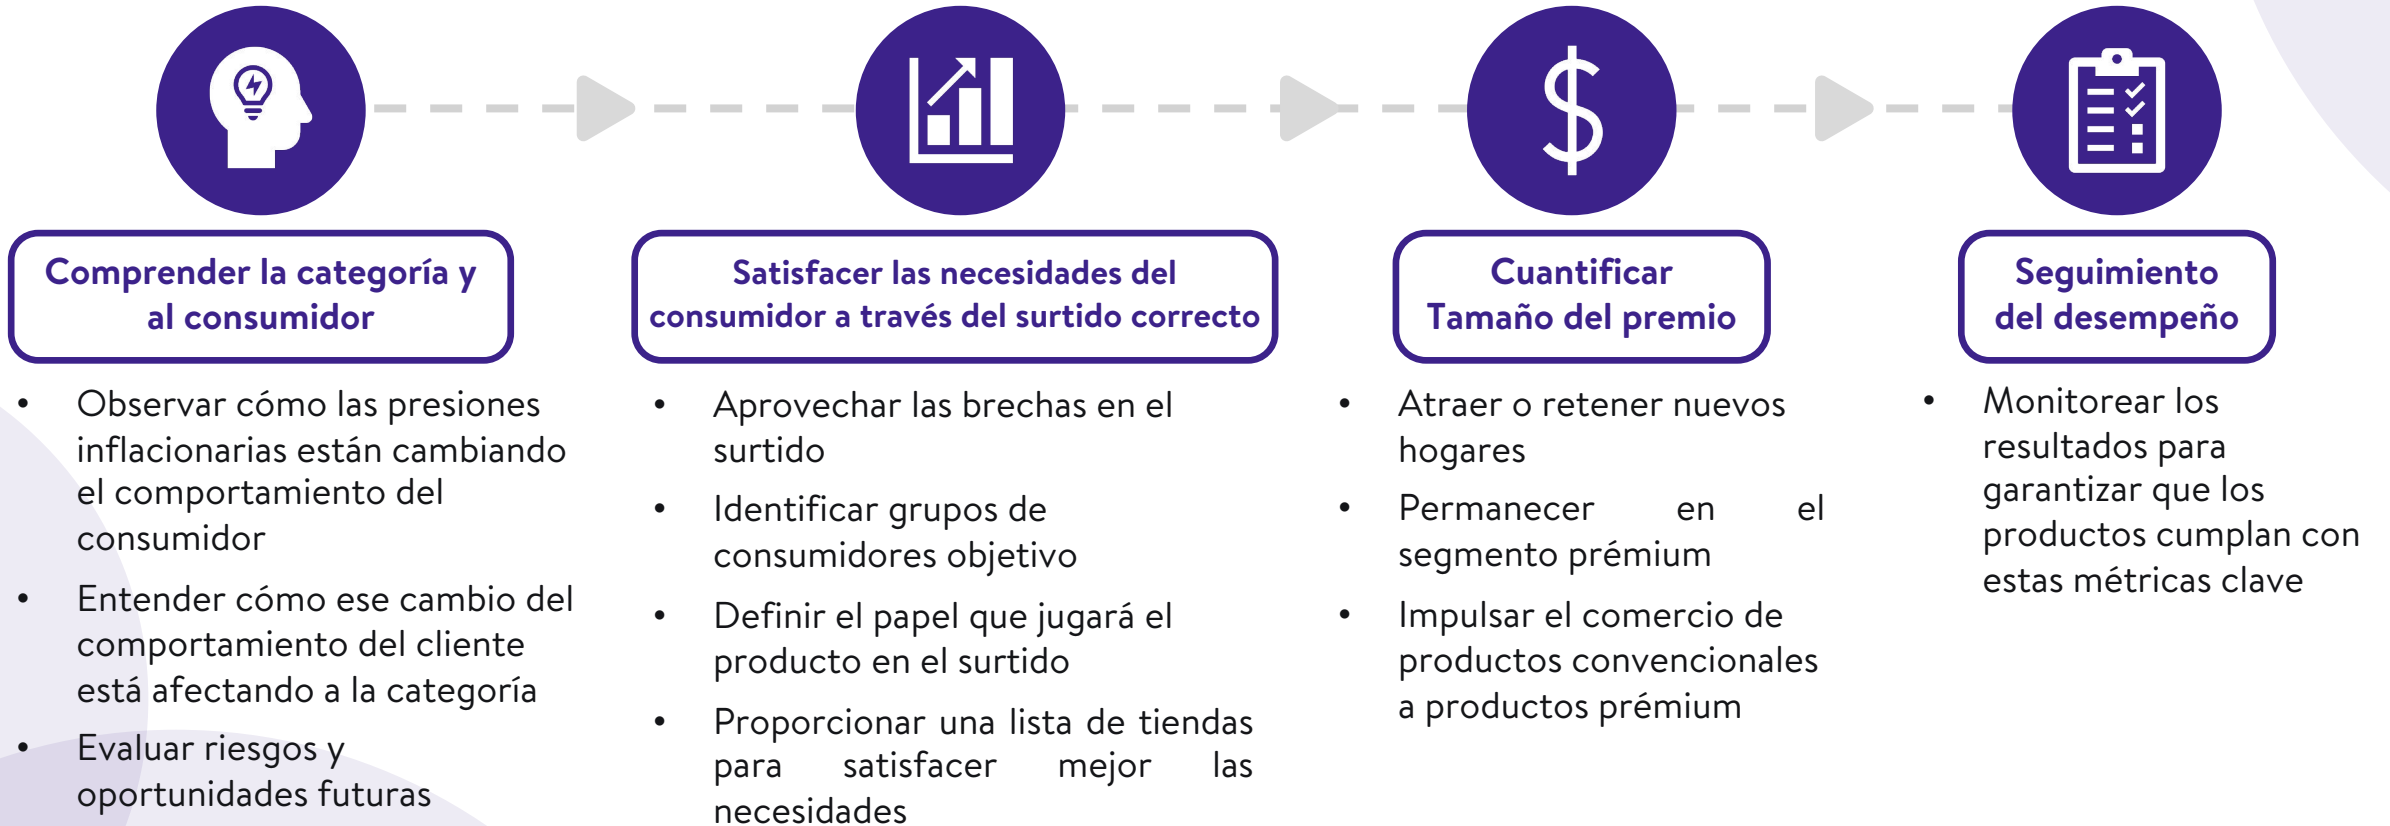 Comprender la categoría y
al consumidor
• Observar cómo las presiones
inflacionarias están cambiando
el comportamiento del
consumidor
• Entender cómo ese cambio del
comportamiento del cliente
está afectando a la categoría
• Evaluar riesgos y
oportunidades futuras
Satisfacer las necesidades del
consumidor a través del surtido correcto
• Aprovechar las brechas en el
surtido
• Identificar grupos de
consumidores objetivo
• Definir el papel que jugará el
producto en el surtido
• Proporcionar una lista de tiendas
para satisfacer mejor las
necesidades
$
Cuantificar
Tamaño del premio
• Atraer o retener nuevos
hogares
• Permanecer en el
segmento prémium
• Impulsar el comercio de
productos convencionales
a productos prémium
Seguimiento
del desempeño
• Monitorear los
resultados para
garantizar que los
productos cumplan con
estas métricas clave